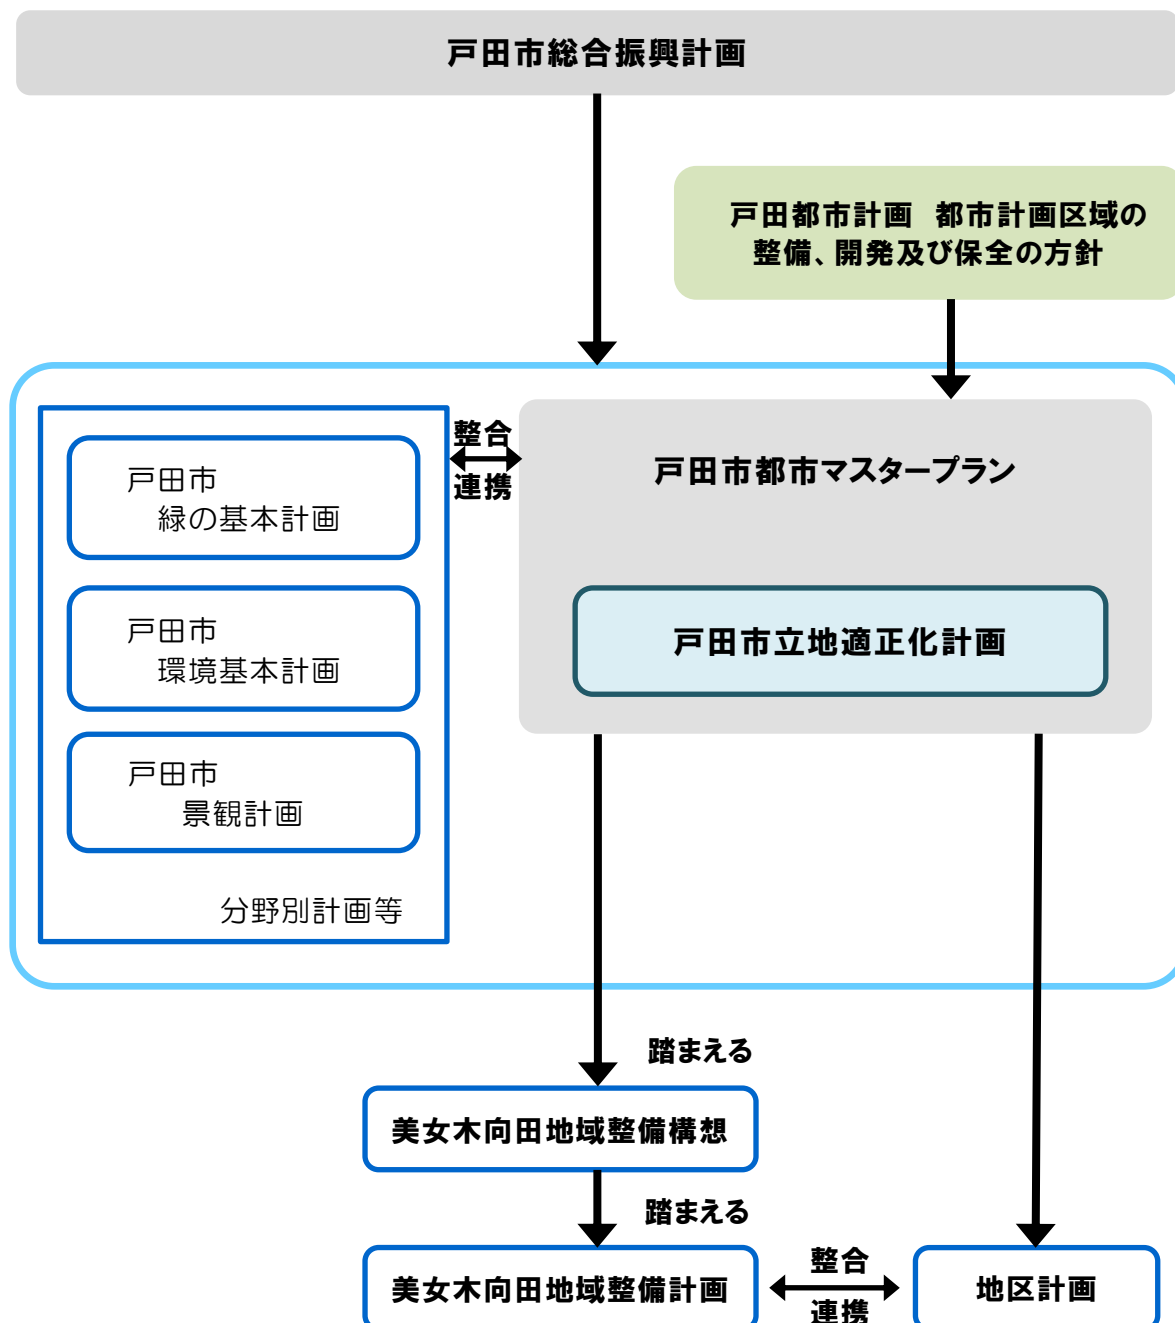 戸田市総合振興計画
戸田都市計画　都市計画区域の
整備、開発及び保全の方針
整合
連携
戸田市都市マスタープラン
戸田市立地適正化計画
戸田市
緑の基本計画
戸田市
環境基本計画
戸田市
景観計画
分野別計画等
踏まえる
美女木向田地域整備構想
踏まえる
美女木向田地域整備計画
整合
連携
地区計画